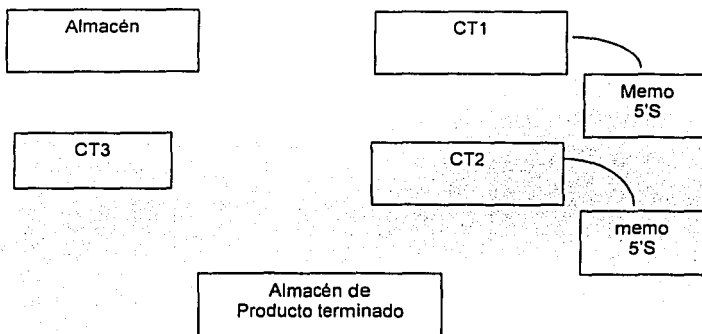 Almacén
CT1
Memo
5'S
CT3
CT2
memo
5'S
Almacén de
Producto terminado